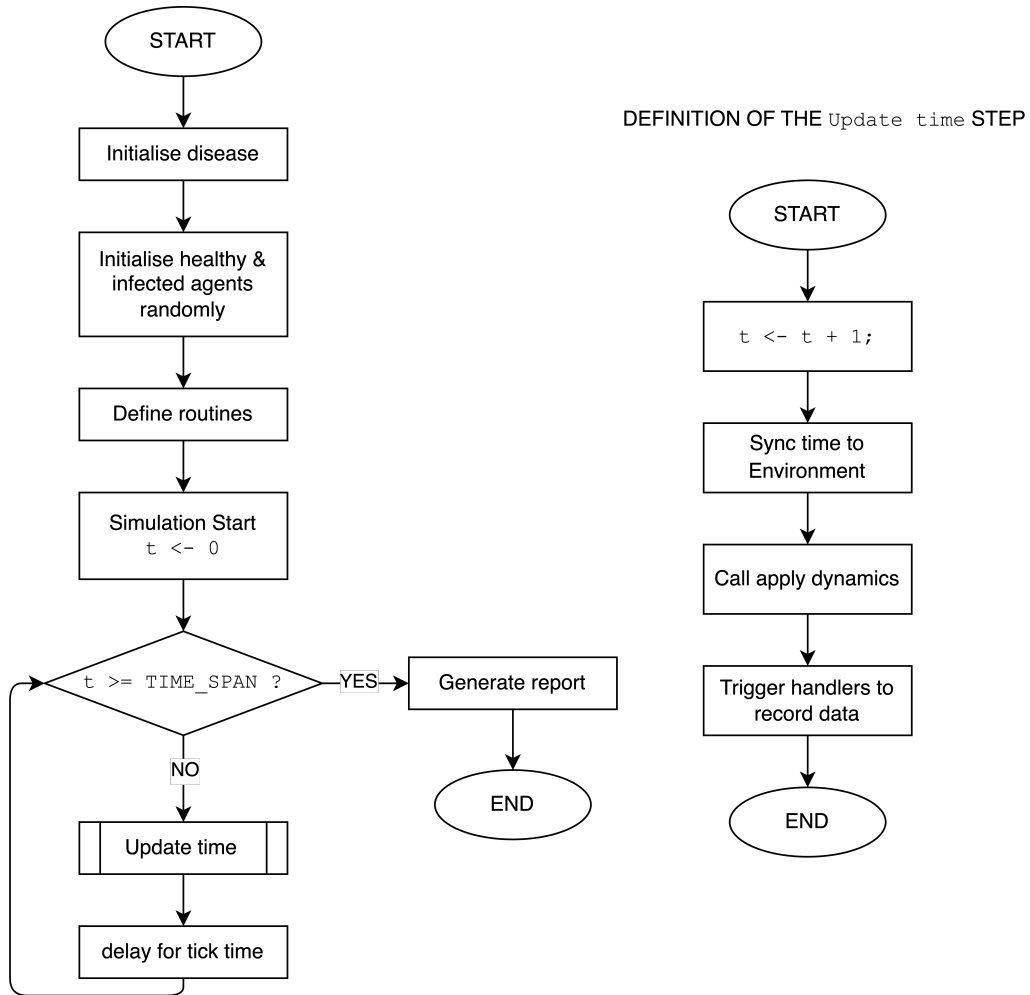 START
Initialise disease
Initialise healthy &
infected agents
randomly
Define routines
Simulation Start
t <- 0
t >= TIME_SPAN ?
YES
Generate report
END
NO
Update time
delay for tick time
DEFINITION OF THE Update time STEP
START
t <- t + 1;
Sync time to
Environment
Call apply dynamics
Trigger handlers to
record data
END